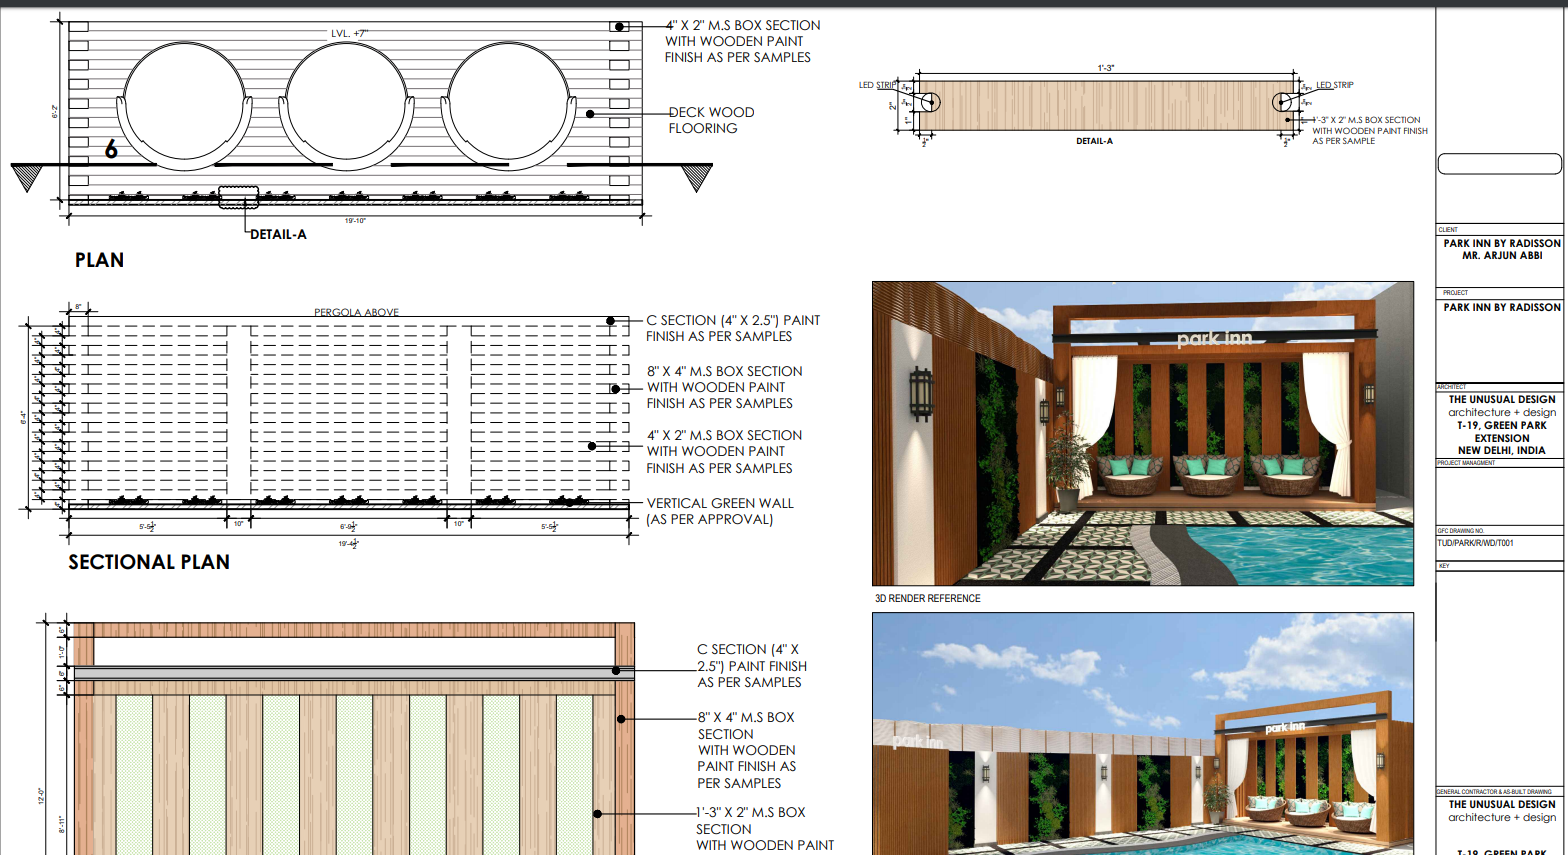 4" X 2" M.S BOX SECTION
WITH WOODEN PAINT
FINISH AS PER SAMPLES
LVL. +7"
DECK WOOD
FLOORING
6'-2"
6
19'-10"
DETAIL-A
PLAN
1'-3"
LED STRIP
LED STRIP
2"
1"
1"
1'-3" X 2" M.S BOX SECTION
WITH WOODEN PAINT FINISH
AS PER SAMPLE
DETAIL-A
8"
PERGOLA ABOVE
C SECTION (4" X 2.5") PAINT
FINISH AS PER SAMPLES
8" X 4" M.S BOX SECTION
WITH WOODEN PAINT
FINISH AS PER SAMPLES
4" X 2" M.S BOX SECTION
WITH WOODEN PAINT
FINISH AS PER SAMPLES
VERTICAL GREEN WALL
(AS PER APPROVAL)
6'-4"
5'-5½"
10"
6'-9½"
10"
5'-5½"
19'-4½"
SECTIONAL PLAN
park inn
3D RENDER REFERENCE
6"
1'-0"
6"
6"
C SECTION (4" X
2.5") PAINT FINISH
AS PER SAMPLES
8" X 4" M.S BOX
SECTION
WITH WOODEN
PAINT FINISH AS
PER SAMPLES
1'-3" X 2" M.S BOX
SECTION
WITH WOODEN PAINT
12'-0"
8'-11"
park inn
park inn
CLIENT
PARK INN BY RADISSON
MR. ARJUN ABBI
PROJECT
PARK INN BY RADISSON
ARCHITECT
THE UNUSUAL DESIGN
architecture + design
T-19, GREEN PARK
EXTENSION
NEW DELHI, INDIA
PROJECT MANAGMENT
GFC DRAWING NO.
TUD/PARK/R/WD/T001
KEY
GENERAL CONTRACTOR & AS-BUILT DRAWING
THE UNUSUAL DESIGN
architecture + design
T-19, GREEN PARK